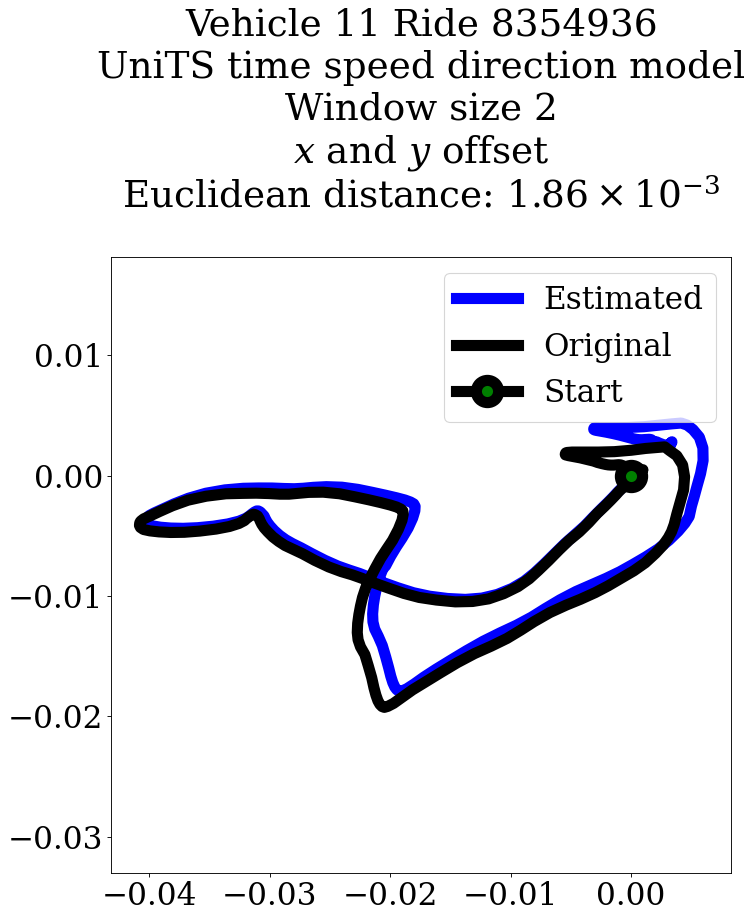 Vehicle 11 Ride 8354936
UniTS time speed direction model
Window size 2
x and y offset
Euclidean distance: 1.86 × 10⁻³
Estimated
Original
Start
0.01
0.00
−0.01
−0.02
−0.03
−0.04 −0.03 −0.02 −0.01 0.00